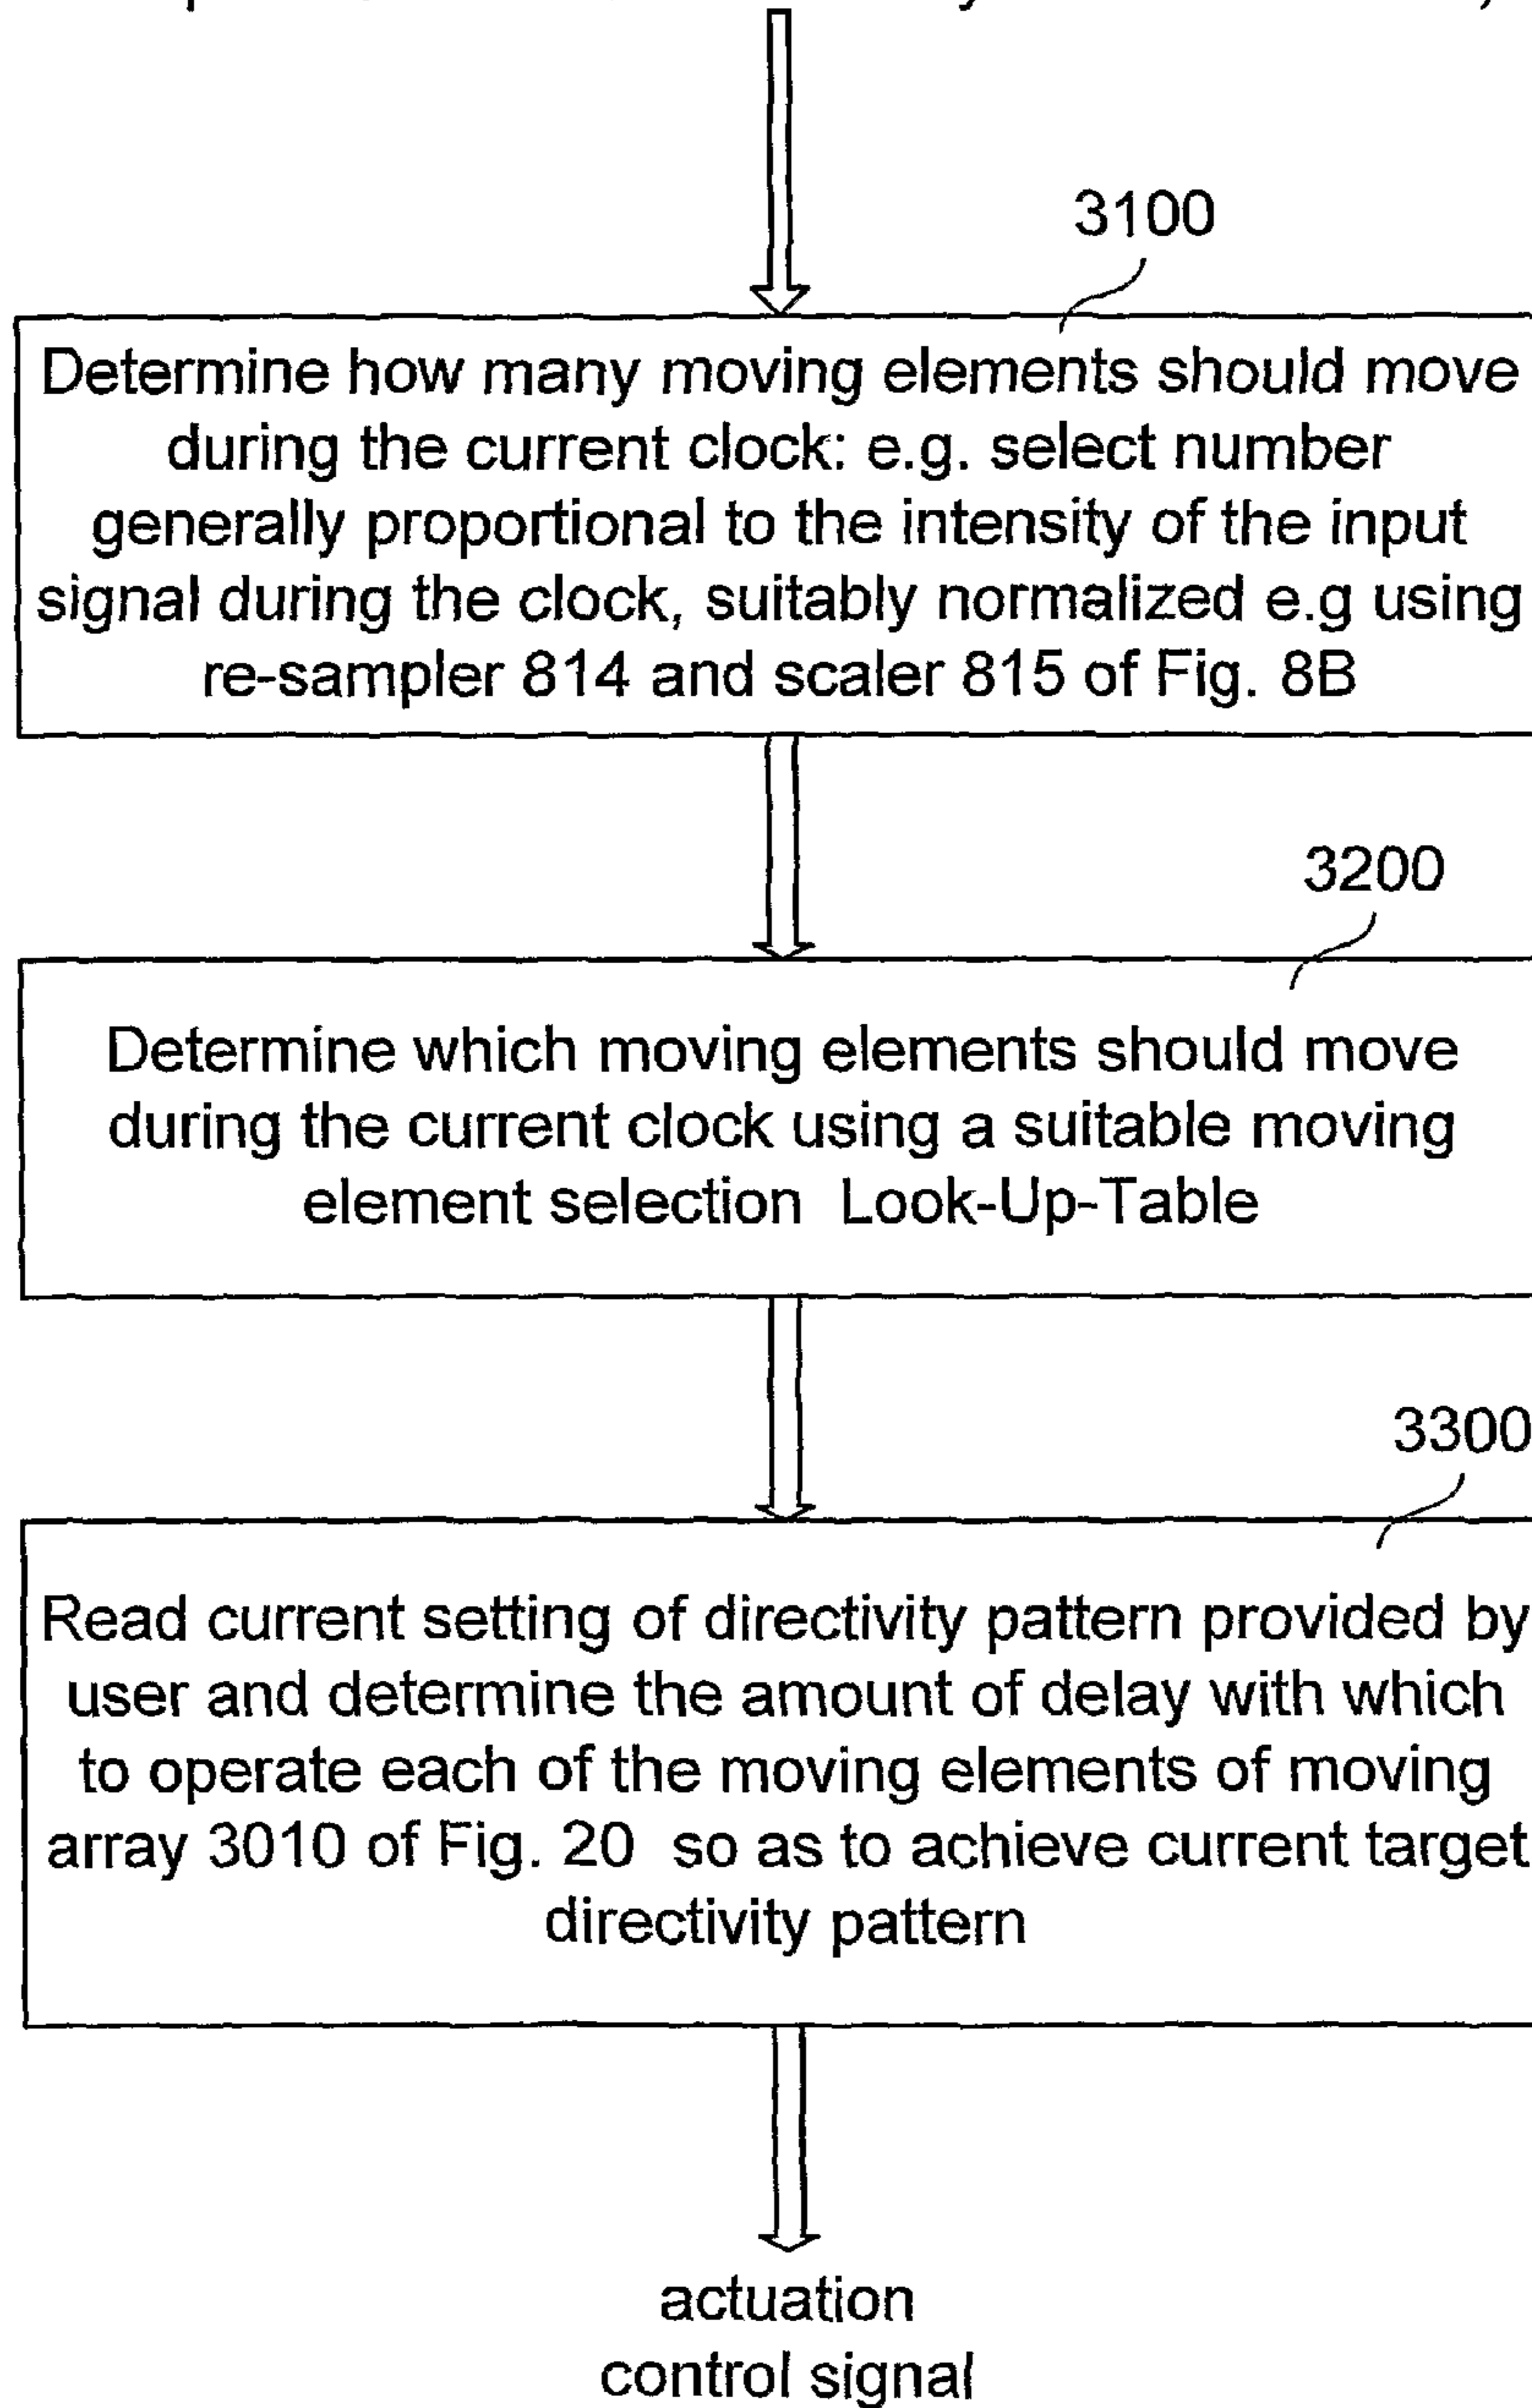 3100
Determine how many moving elements should move
during the current clock: e.g. select number
generally proportional to the intensity of the input
signal during the clock, suitably normalized e.g using
re-sampler 814 and scaler 815 of Fig. 8B
3200
Determine which moving elements should move
during the current clock using a suitable moving
element selection Look-Up-Table
3300
Read current setting of directivity pattern provided by
user and determine the amount of delay with which
to operate each of the moving elements of moving
array 3010 of Fig. 20 so as to achieve current target
directivity pattern
actuation
control signal